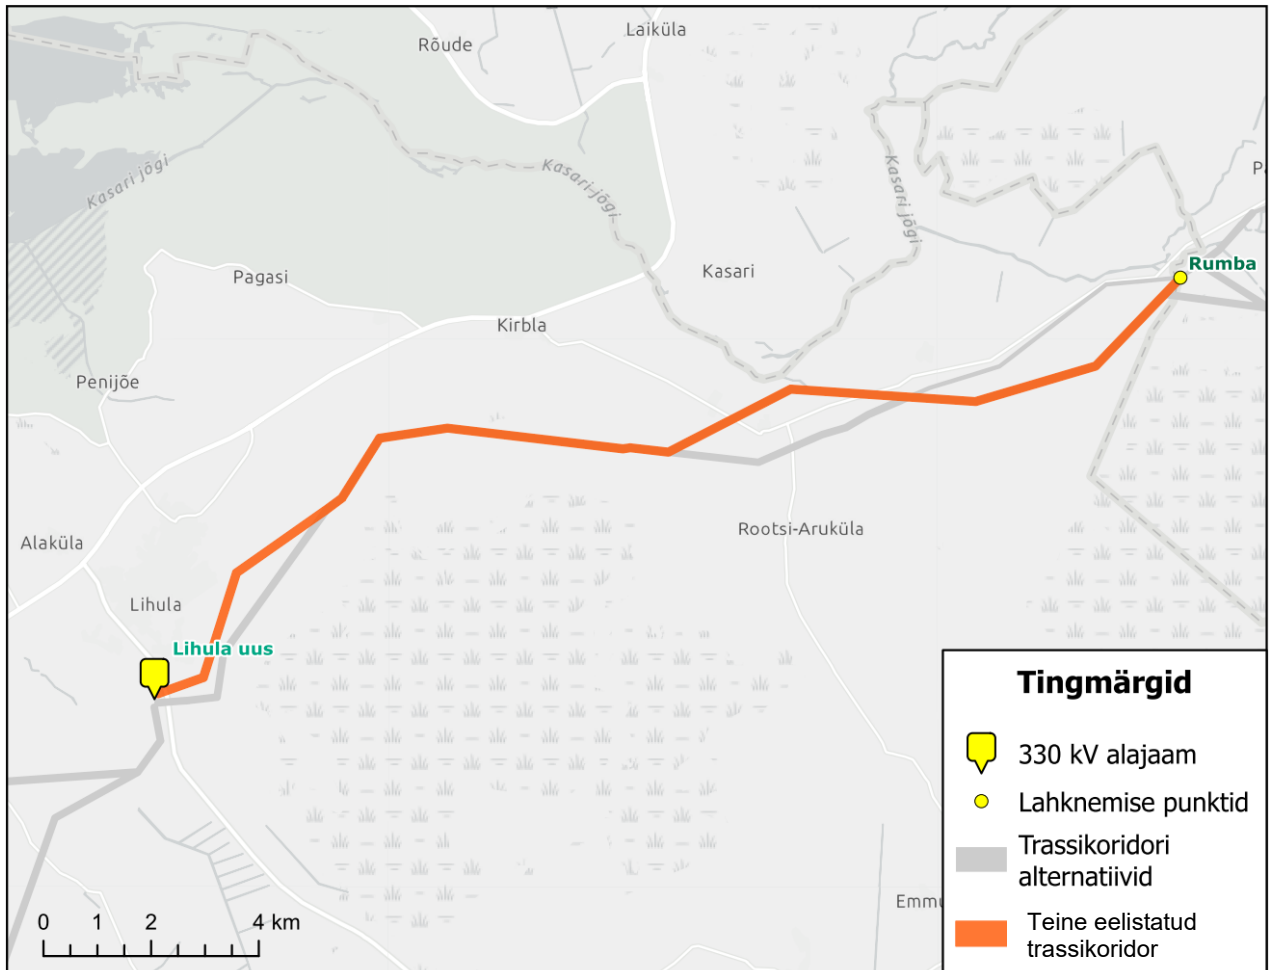 Laiküla
Rõude
Kasari jõgi
Kasari jõgi
Kasari jõgi
Rumba
Kasari
Pagasi
Kirbla
Penijõe
Rootsi-Aruküla
Alaküla
Lihula
Lihula uus
Tingmärgid
330 kV alajaam
Lahknemise punktid
Trassikoridori
alternatiivid
Teine eelistatud
trassikoridor
Emmu
0 1 2 4 km